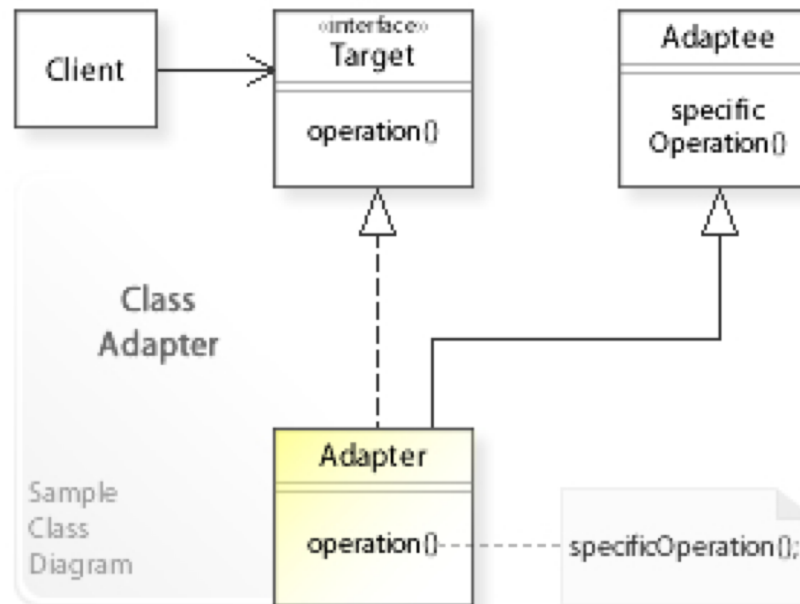 Client
«interface»
Target
operation()
Adaptee
specific
Operation()
Class
Adapter
Sample
Class
Diagram
Adapter
operation()
specificOperation();